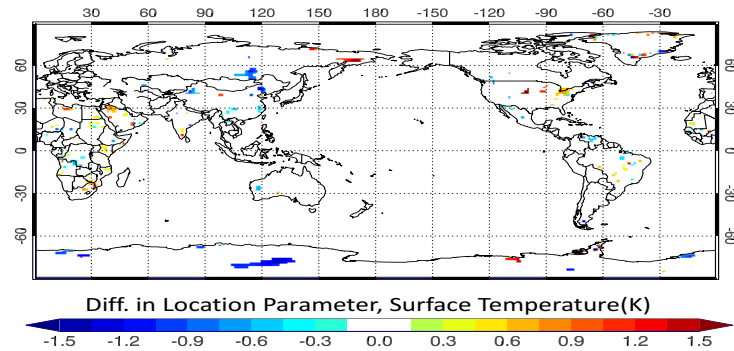 30 60 90 120 150 180 -150 -120 -90 -60 -30
60 60
30 30
0 0
-30 -30
-60 -60
Diff. in Location Parameter, Surface Temperature(K)
-1.5 -1.2 -0.9 -0.6 -0.3 0.0 0.3 0.6 0.9 1.2 1.5